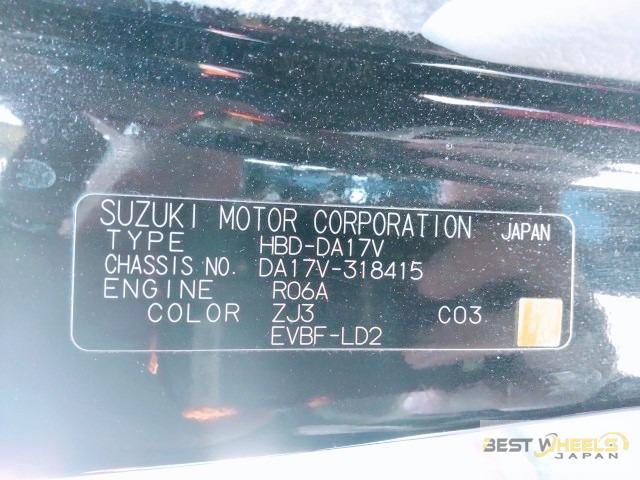 SUZUKI MOTOR CORPORATION JAPAN
TYPE HBD-DA17V
CHASSIS NO. DA17V-318415
ENGINE R06A
COLOR ZJ3 C03
EVBF-LD2
BEST WHEELS
JAPAN